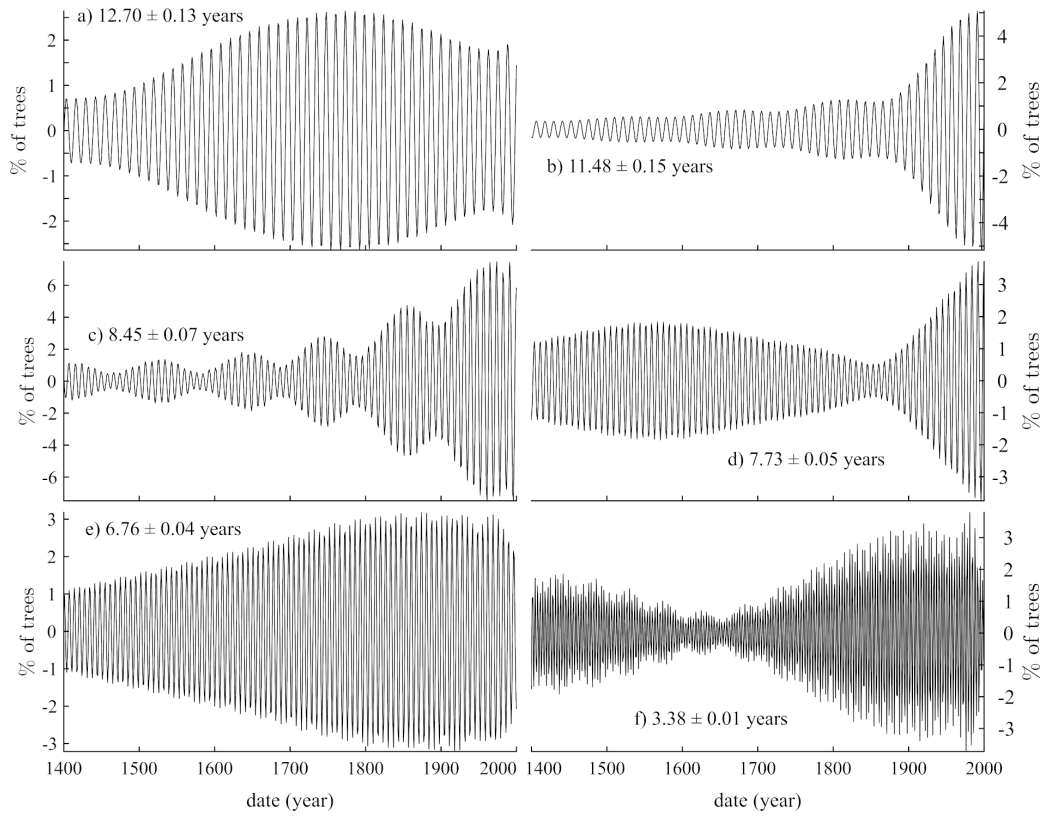 a) 12.70 ± 0.13 years
2
1
0
-1
-2
% of trees
b) 11.48 ± 0.15 years
4
2
0
-2
-4
% of trees
c) 8.45 ± 0.07 years
6
4
2
0
-2
-4
-6
% of trees
d) 7.73 ± 0.05 years
3
2
1
0
-1
-2
-3
% of trees
e) 6.76 ± 0.04 years
3
2
1
0
-1
-2
-3
% of trees
f) 3.38 ± 0.01 years
3
2
1
0
-1
-2
-3
% of trees
1400 1500 1600 1700 1800 1900 2000
1400 1500 1600 1700 1800 1900 2000
date (year)
date (year)